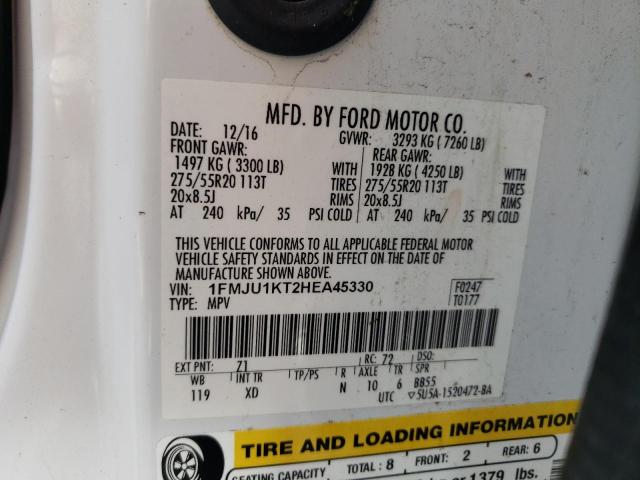 MFD. BY FORD MOTOR CO.
DATE: 12/16 GVWR: 3293 KG ( 7260 LB)
FRONT GAWR: REAR GAWR:
1497 KG ( 3300 LB) WITH 1928 KG ( 4250 LB) WITH
275/55R20 113T TIRES 275/55R20 113T TIRES
20x8.5J RIMS 20x8.5J RIMS
AT 240 kPa/ 35 PSI COLD AT 240 kPa/ 35 PSI COLD
THIS VEHICLE CONFORMS TO ALL APPLICABLE FEDERAL MOTOR
VEHICLE SAFETY STANDARDS IN EFFECT ON THE DATE OF
MANUFACTURE SHOWN ABOVE.
VIN: 1FMJU1KT2HEA45330 F0247
TYPE: MPV T0177
EXT PNT: Z1 RC: 72 DSO:
WB INT TR TP/PS R AXLE TR SPR
119 XD N 10 6 BB55
UTC ▽5U5A-1520472-BA
TIRE AND LOADING INFORMATION
SEATING CAPACITY TOTAL: 8 FRONT: 2 REAR: 6
or 1379 lbs.